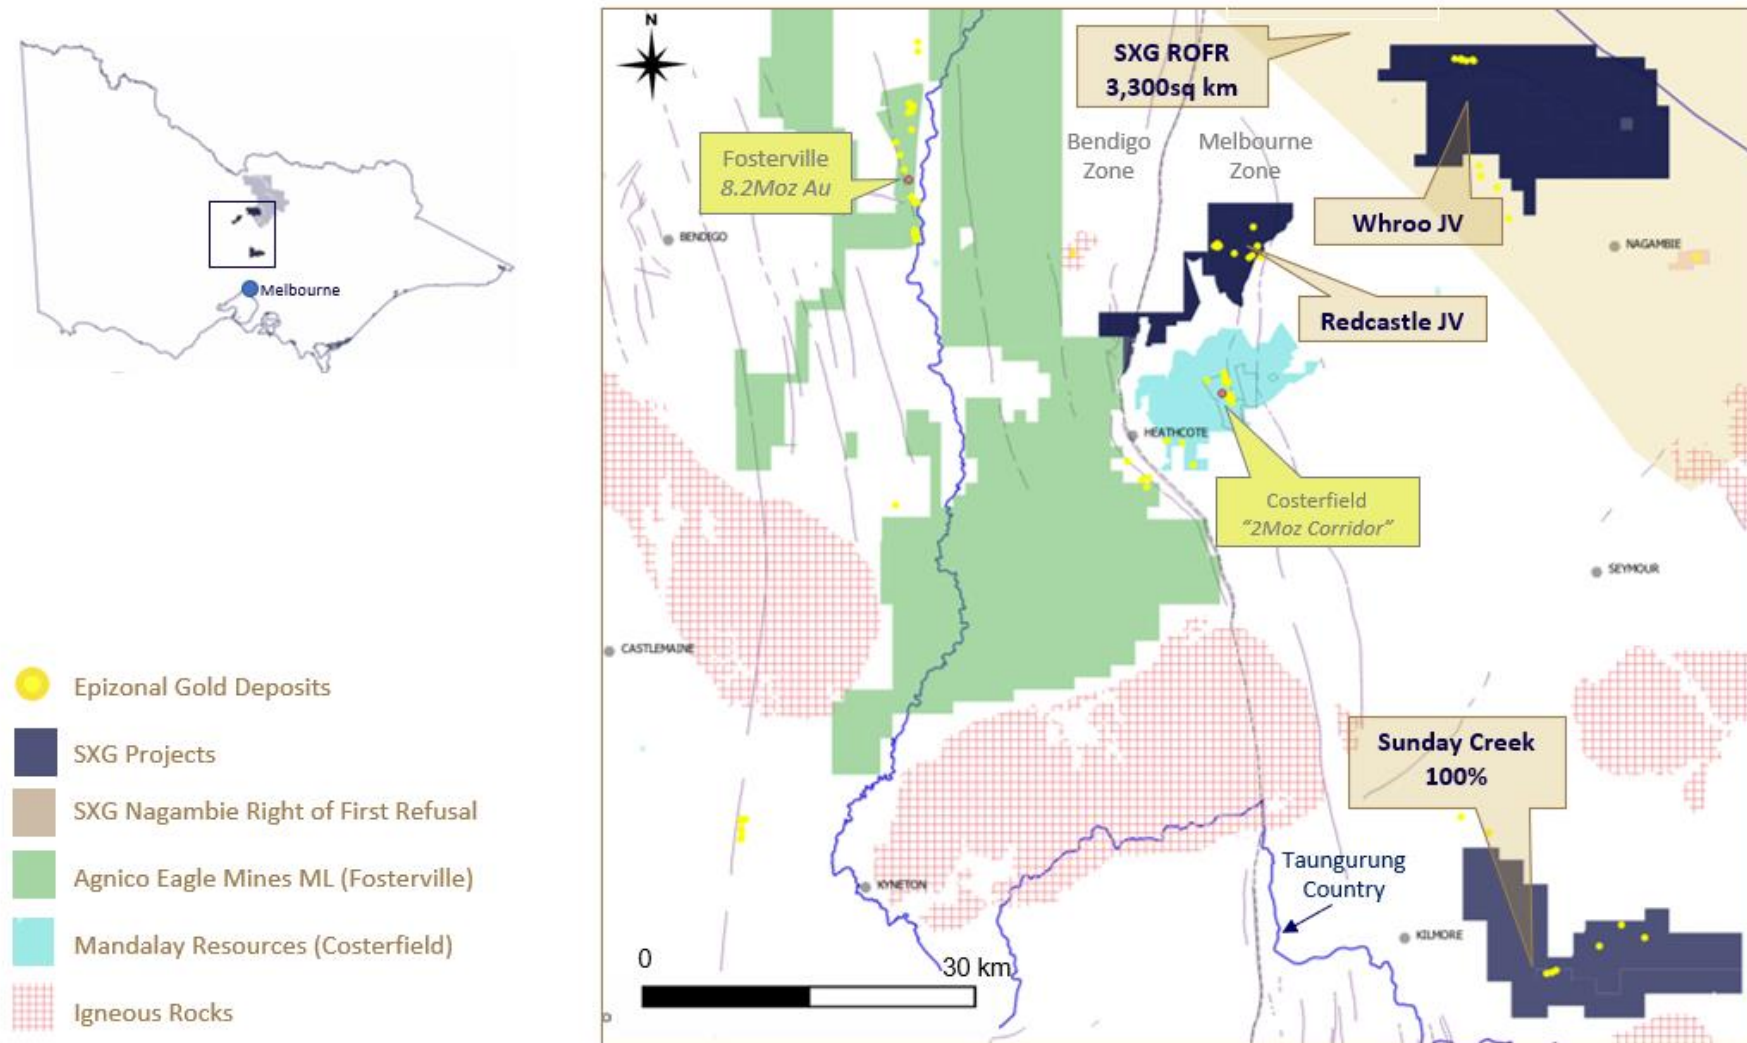 Melbourne
Epizonal Gold Deposits
SXG Projects
SXG Nagambie Right of First Refusal
Agnico Eagle Mines ML (Fosterville)
Mandalay Resources (Costerfield)
Igneous Rocks
N
SXG ROFR
3,300sq km
Bendigo
Zone
Melbourne
Zone
Fosterville
8.2Moz Au
BENDIGO
Whroo JV
NAGAMBIE
Redcastle JV
HEATHCOTE
Costerfield
"2Moz Corridor"
SEYMOUR
CASTLEMAINE
Sunday Creek
100%
KYNETON
Taungurung
Country
KILMORE
0
30 km